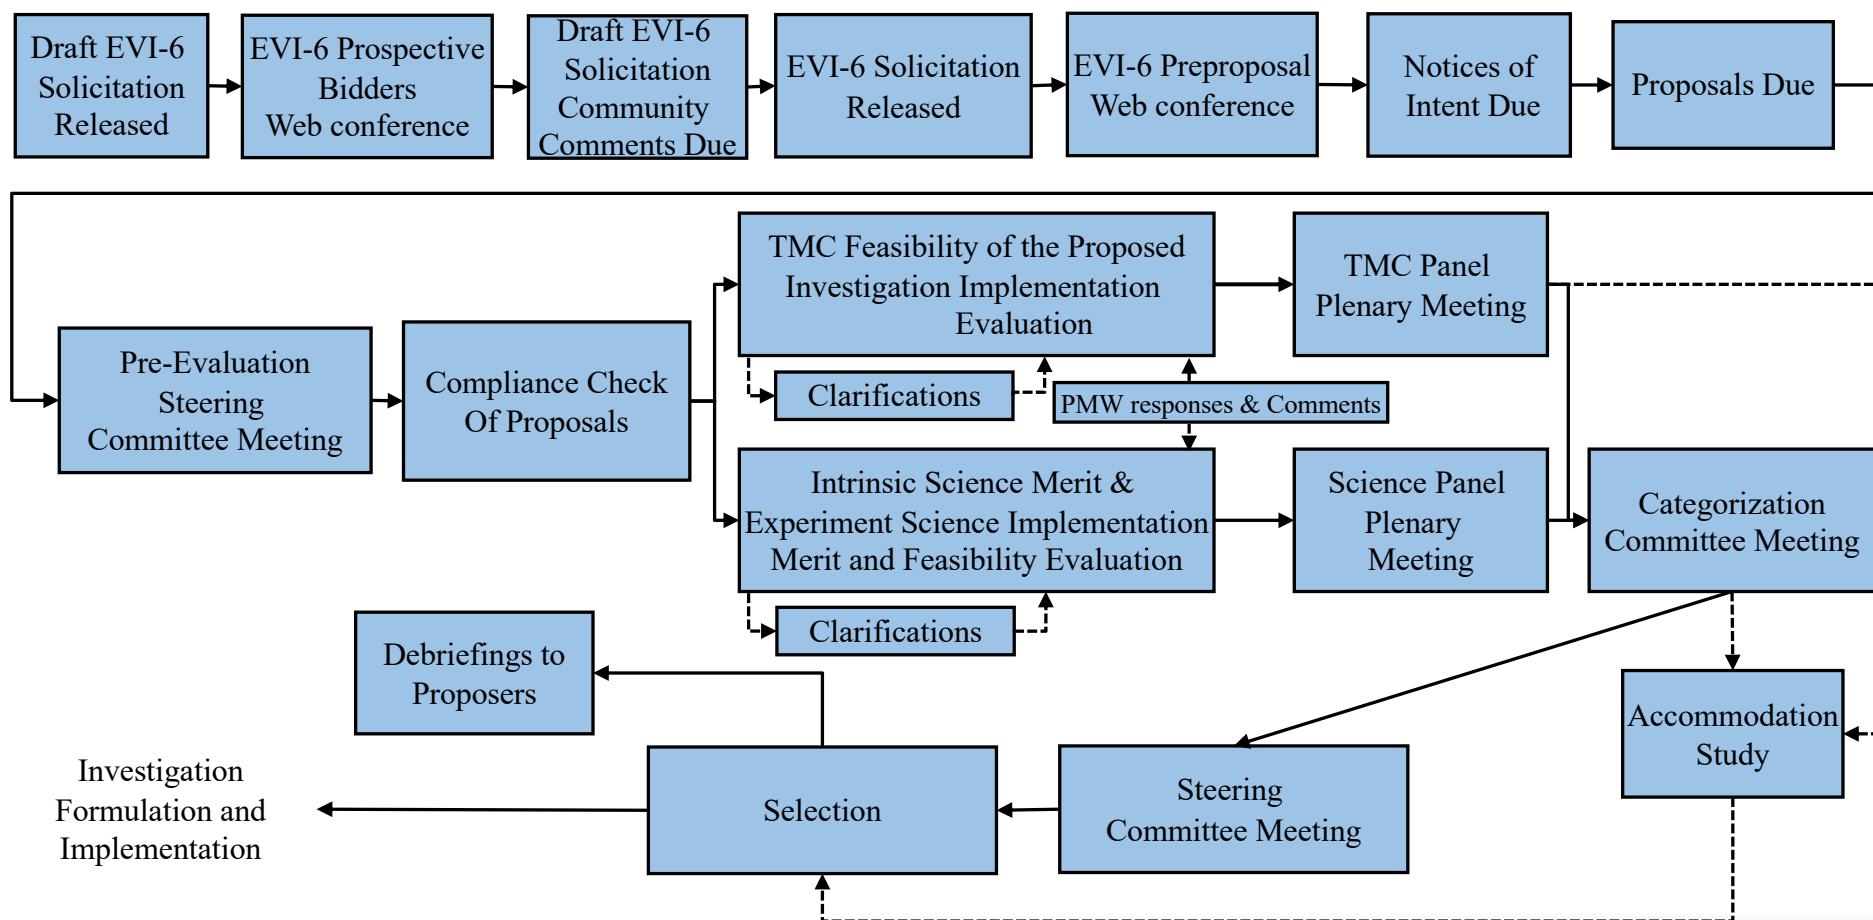 Draft EVI-6
Solicitation
Released
EVI-6 Prospective
Bidders
Web conference
Draft EVI-6
Solicitation
Community
Comments Due
EVI-6 Solicitation
Released
EVI-6 Preproposal
Web conference
Notices of
Intent Due
Proposals Due
Pre-Evaluation
Steering
Committee Meeting
Compliance Check
Of Proposals
TMC Feasibility of the Proposed
Investigation Implementation
Evaluation
Clarifications
PMW responses & Comments
TMC Panel
Plenary Meeting
Intrinsic Science Merit &
Experiment Science Implementation
Merit and Feasibility Evaluation
Clarifications
Science Panel
Plenary
Meeting
Categorization
Committee Meeting
Accommodation
Study
Steering
Committee Meeting
Selection
Debriefings to
Proposers
Investigation
Formulation and
Implementation